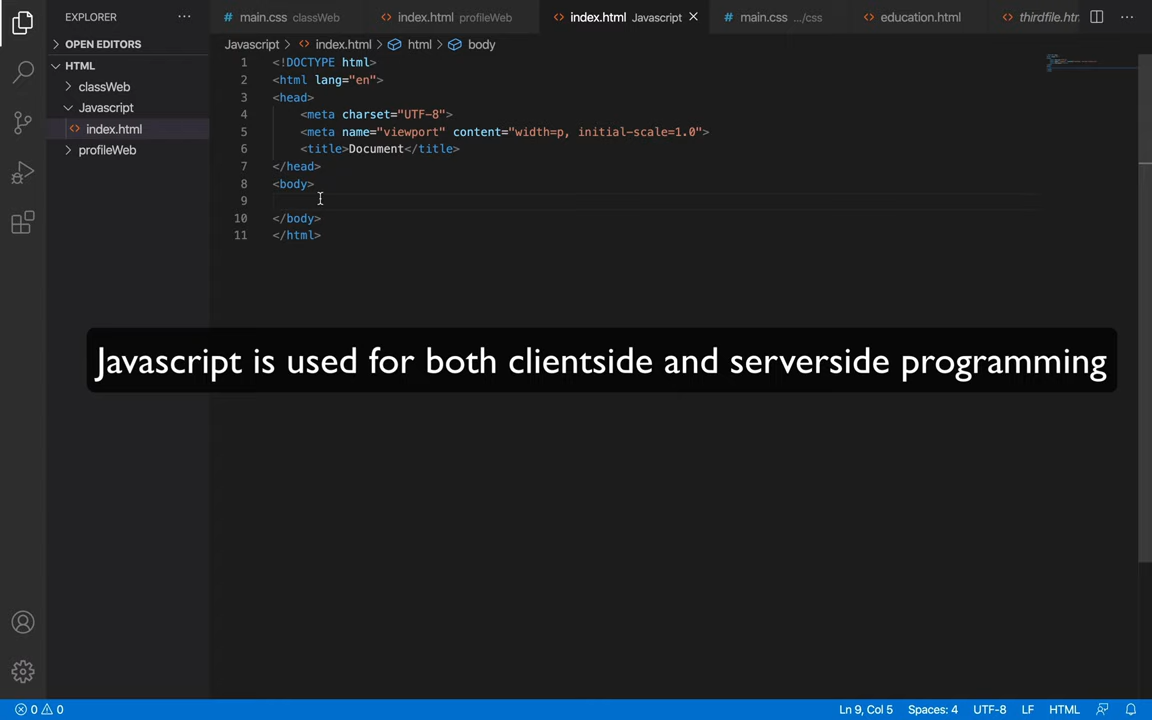 EXPLORER
main.css classWeb
index.html profileWeb
index.html Javascript
main.css .../css
education.html
thirdfile.htr
OPEN EDITORS
HTML
classWeb
Javascript
index.html
profileWeb
Javascript > index.html > html > body
1 <!DOCTYPE html>
2 <html lang="en">
3 <head>
4 <meta charset="UTF-8">
5 <meta name="viewport" content="width=p, initial-scale=1.0">
6 <title>Document</title>
7 </head>
8 <body>
9
10 </body>
11 </html>
Javascript is used for both clientside and serverside programming
0 0
Ln 9, Col 5 Spaces: 4 UTF-8 LF HTML